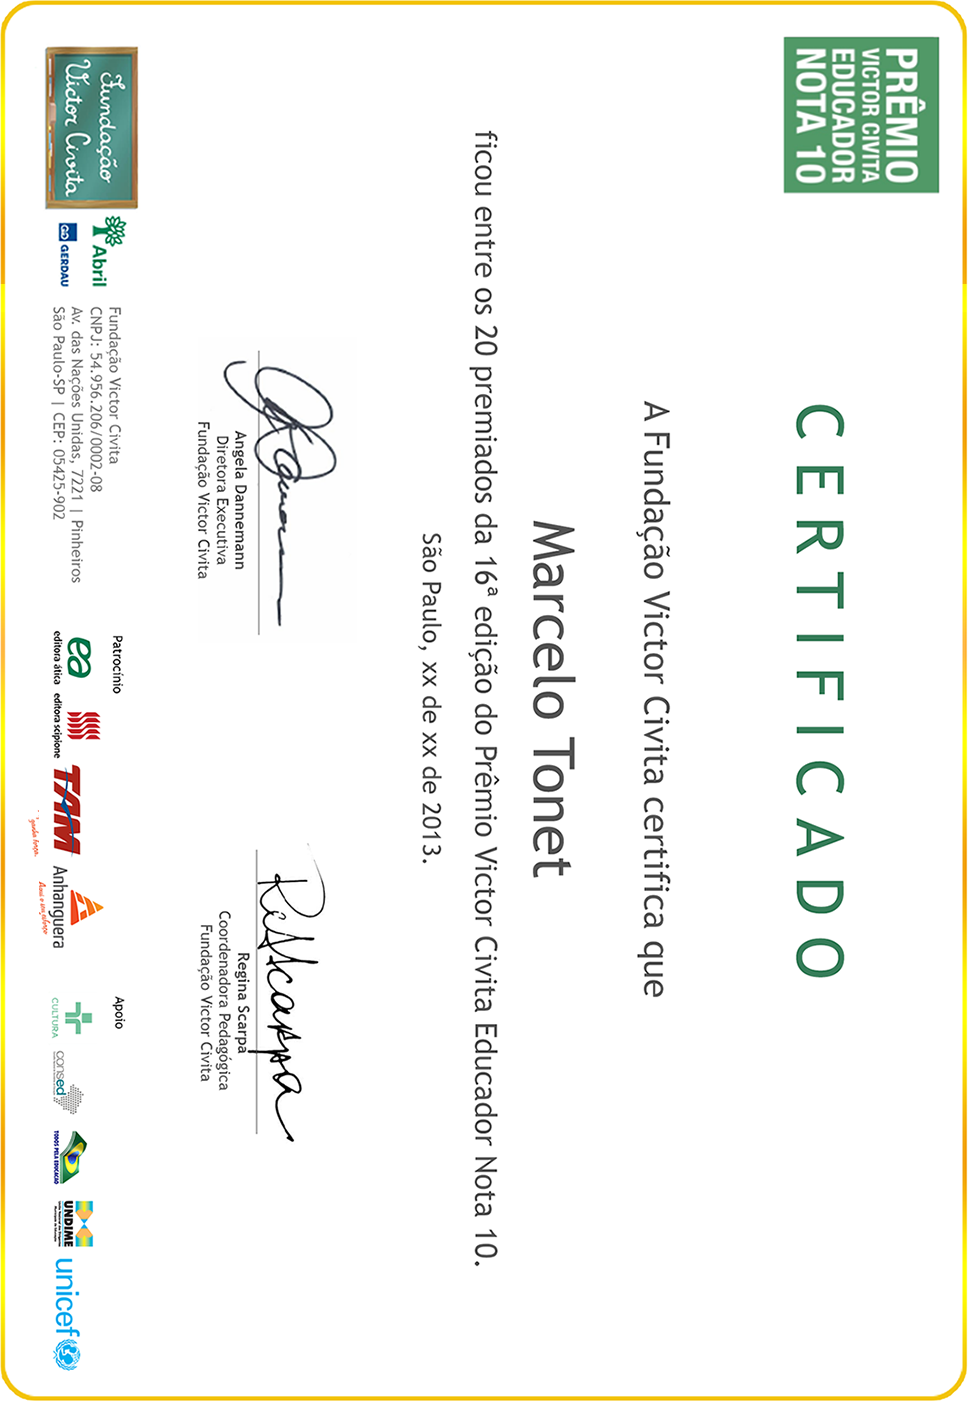 PRÊMIO
VICTOR CIVITA
EDUCADOR
NOTA 10
CERTIFICADO
A Fundação Victor Civita certifica que
Marcelo Tonet
ficou entre os 20 premiados da 16ª edição do Prêmio Victor Civita Educador Nota 10.
São Paulo, xx de xx de 2013.
Angela Dannemann
Diretora Executiva
Fundação Victor Civita
Regina Scarpa
Coordenadora Pedagógica
Fundação Victor Civita
Fundação
Victor Civita
Abril
GERDAU
Fundação Victor Civita
CNPJ: 54.956.206/0002-08
Av. das Nações Unidas, 7221 | Pinheiros
São Paulo-SP | CEP: 05425-902
Patrocínio
editora ática
editora scipione
TAM
Anhanguera
Apoio
CULTURA
consed
TODOS PELA EDUCAÇÃO
UNDIME
unicef